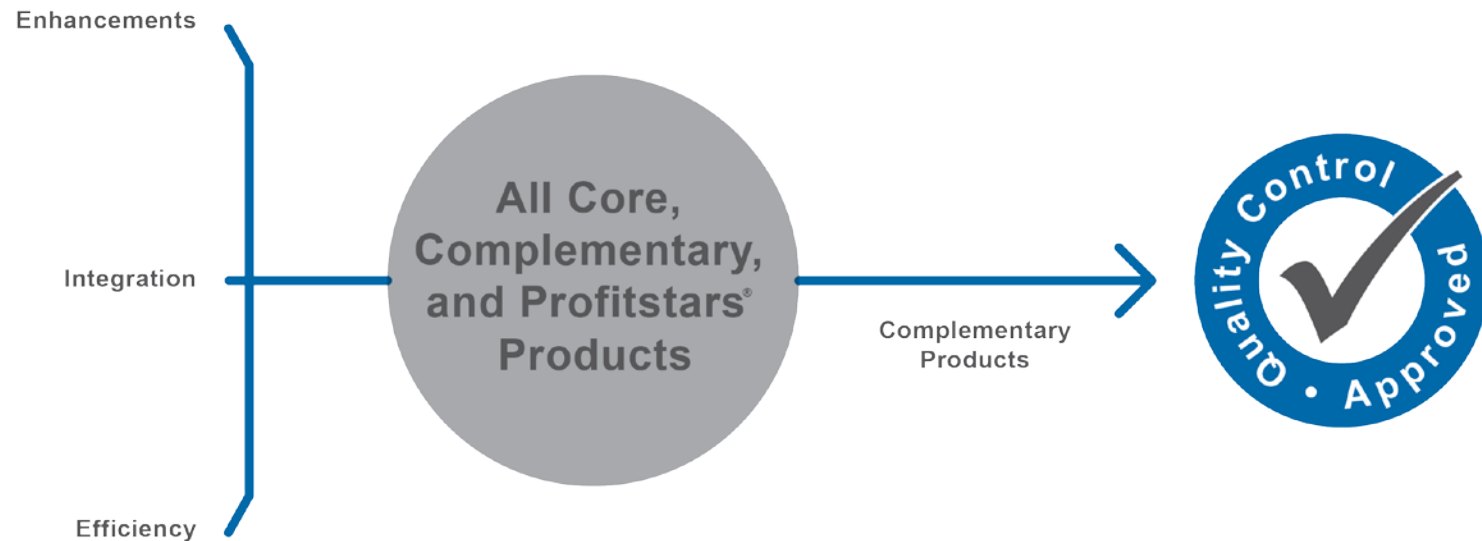 Enhancements
Integration
Efficiency
All Core,
Complementary,
and Profitstars®
Products
Complementary
Products
Quality Control • Approved